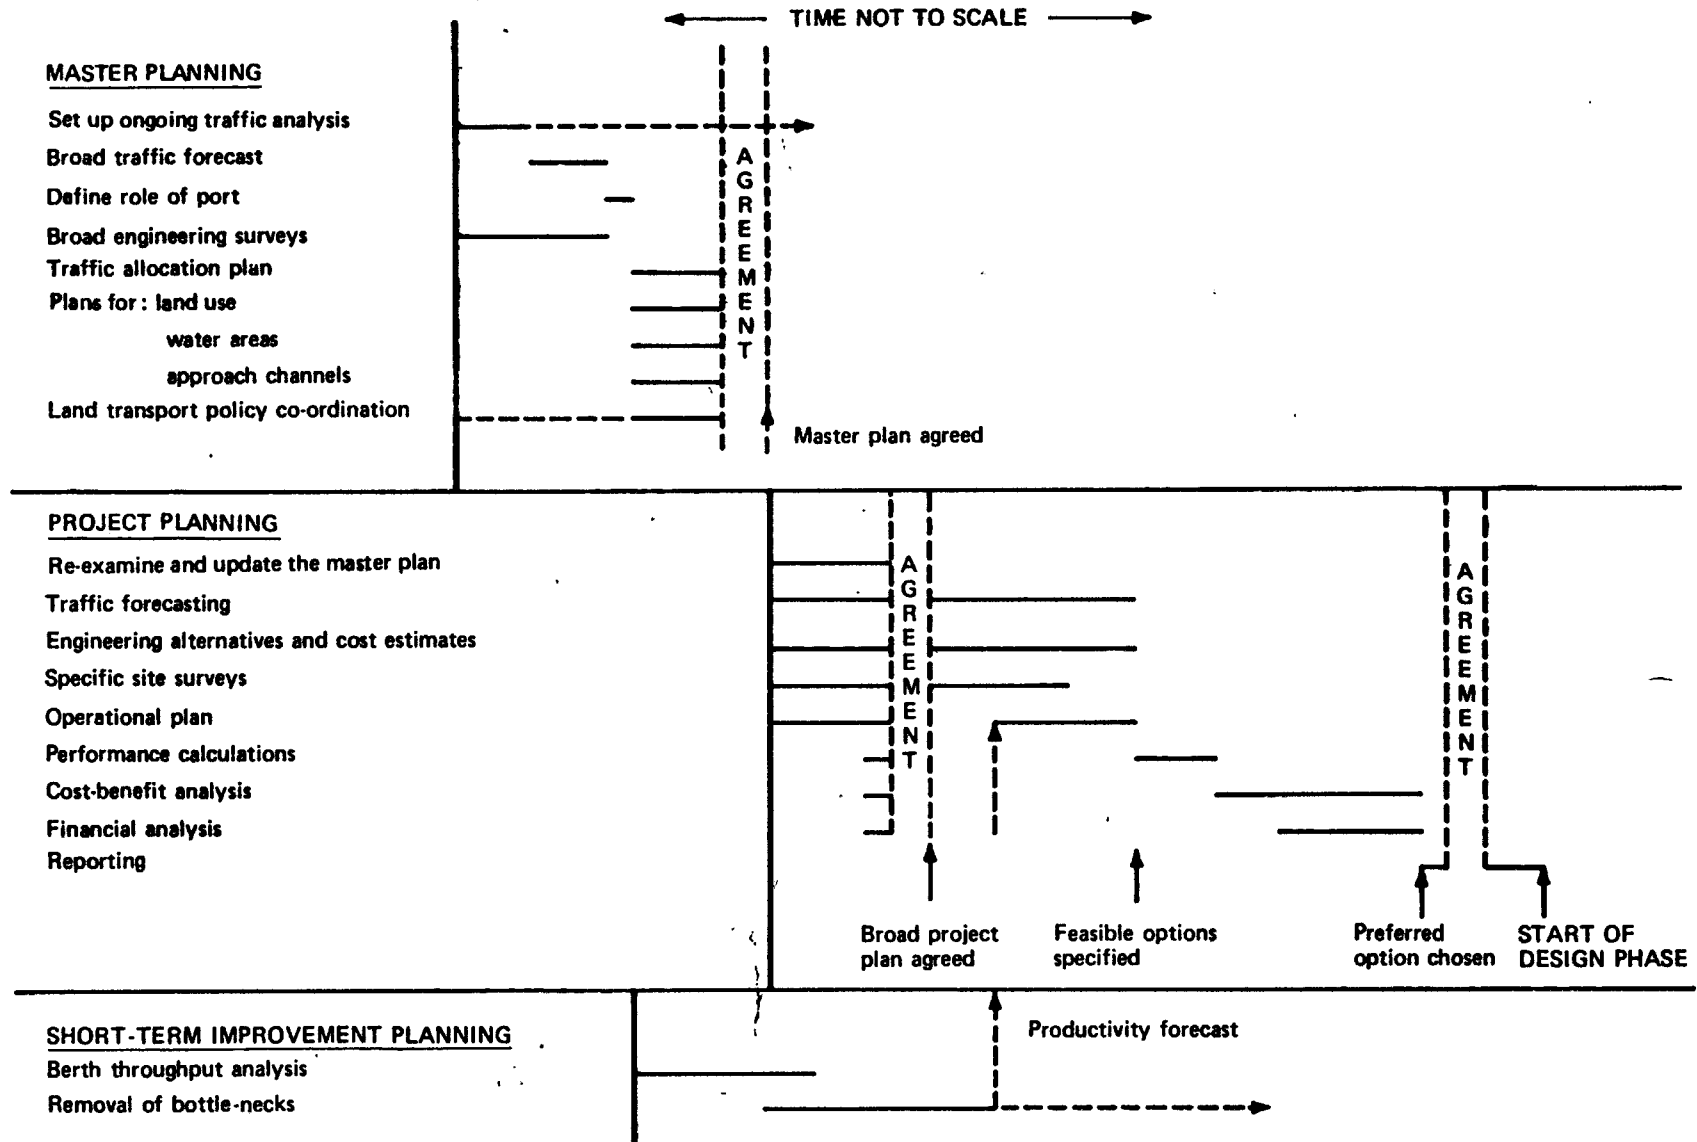 TIME NOT TO SCALE
MASTER PLANNING
Set up ongoing traffic analysis
Broad traffic forecast
Define role of port
Broad engineering surveys
Traffic allocation plan
Plans for : land use
water areas
approach channels
Land transport policy co-ordination
AGREEMENT
Master plan agreed
PROJECT PLANNING
Re-examine and update the master plan
Traffic forecasting
Engineering alternatives and cost estimates
Specific site surveys
Operational plan
Performance calculations
Cost-benefit analysis
Financial analysis
Reporting
AGREEMENT
AGREEMENT
Broad project
plan agreed
Feasible options
specified
Preferred
option chosen
START OF
DESIGN PHASE
SHORT-TERM IMPROVEMENT PLANNING
Berth throughput analysis
Removal of bottle-necks
Productivity forecast